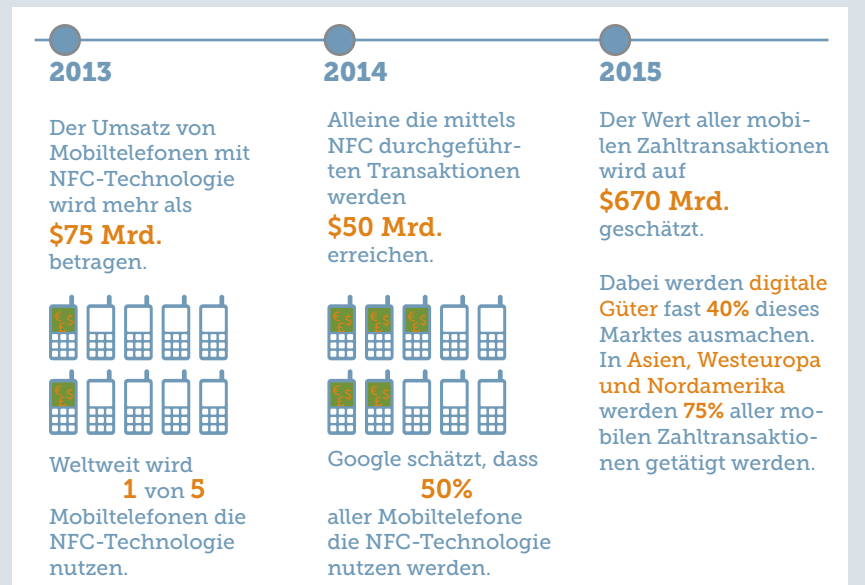 2013
Der Umsatz von
Mobiltelefonen mit
NFC-Technologie
wird mehr als
$75 Mrd.
betragen.
Weltweit wird
1 von 5
Mobiltelefonen die
NFC-Technologie
nutzen.
2014
Alleine die mittels
NFC durchgeführ-
ten Transaktionen
werden
$50 Mrd.
erreichen.
Google schätzt, dass
50%
aller Mobiltelefone
die NFC-Technologie
nutzen werden.
2015
Der Wert aller mobi-
len Zahltransaktionen
wird auf
$670 Mrd.
geschätzt.
Dabei werden digitale
Güter fast 40% dieses
Marktes ausmachen.
In Asien, Westeuropa
und Nordamerika
werden 75% aller mo-
bilen Zahltransaktio-
nen getätigt werden.